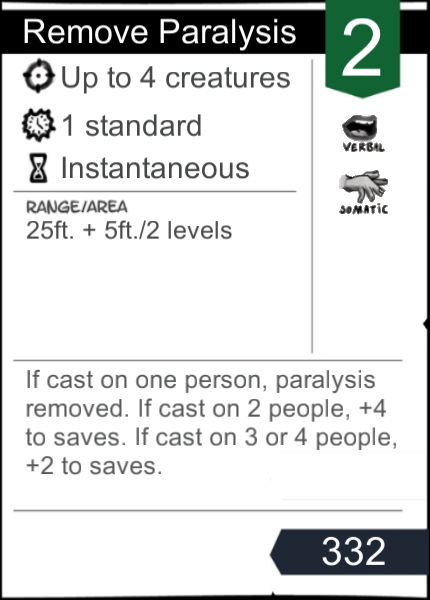 Remove Paralysis
2
Up to 4 creatures
1 standard
Instantaneous
VERBAL
SOMATIC
RANGE/AREA
25ft. + 5ft./2 levels
If cast on one person, paralysis
removed. If cast on 2 people, +4
to saves. If cast on 3 or 4 people,
+2 to saves.
332